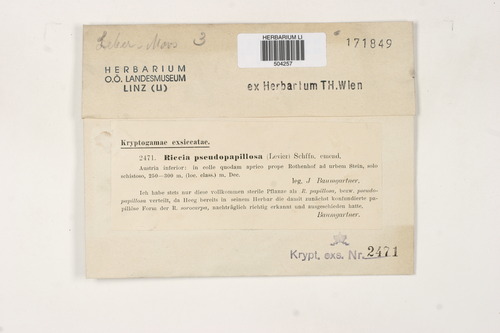 Leber-Moos 3
HERBARIUM LI
504257
171849
HERBARIUM
O.Ö. LANDESMUSEUM
LINZ (LI)
ex Herbarium TH.Wien
Kryptogamae exsiccatae.
2471. Riccia pseudopapillosa (Levier) Schffn. emend.
Austria inferior: in colle quodam aprico prope Rothenhof ad urbem Stein, solo
schistoso, 250—300 m, (loc. class.) m. Dec.
leg. J. Baumgartner.
Ich habe stets nur diese vollkommen sterile Pflanze als R. papillosa, bezw. pseudo-
papillosa verteilt, da Heeg bereits in seinem Herbar die damit zunächst konfundierte pa-
pillöse Form der R. sorocarpa, nachträglich richtig erkannt und ausgeschieden hatte.
Baumgartner.
Krypt. exs. Nr. 2471